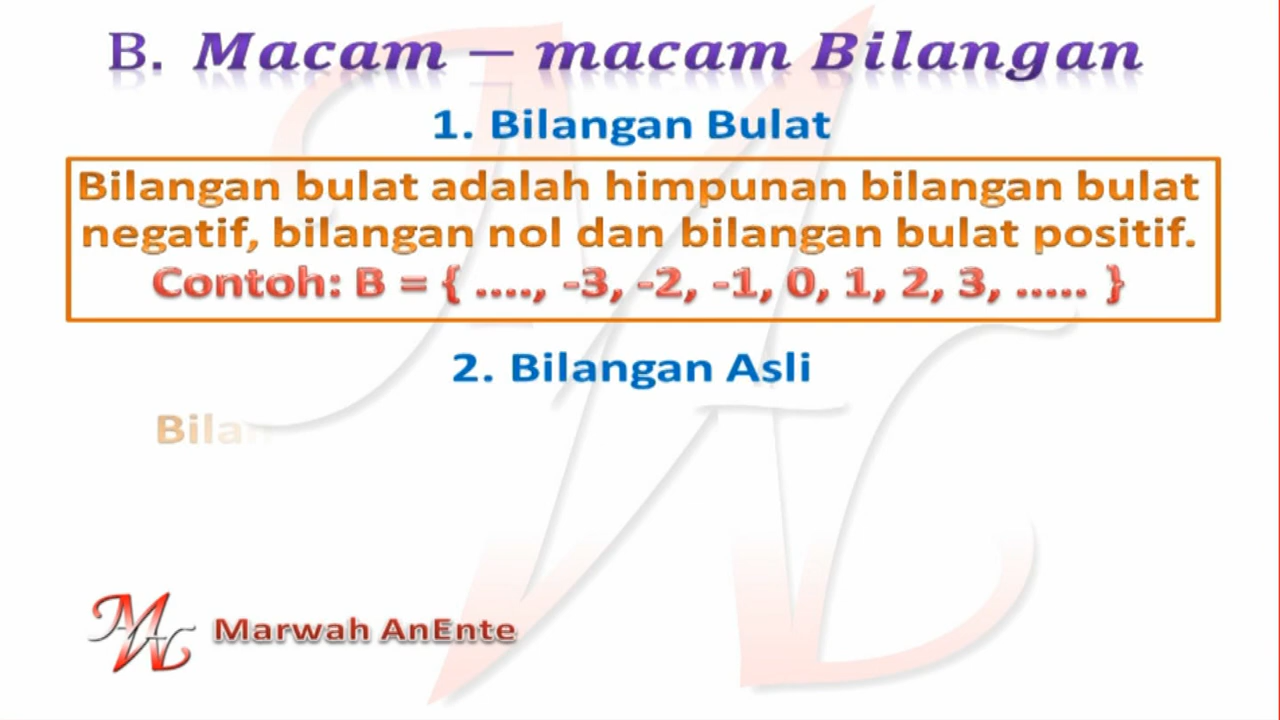 B. Macam – macam Bilangan
1. Bilangan Bulat
Bilangan bulat adalah himpunan bilangan bulat
negatif, bilangan nol dan bilangan bulat positif.
Contoh: B = { ...., -3, -2, -1, 0, 1, 2, 3, ..... }
2. Bilangan Asli
Bilan
Marwah AnEnte